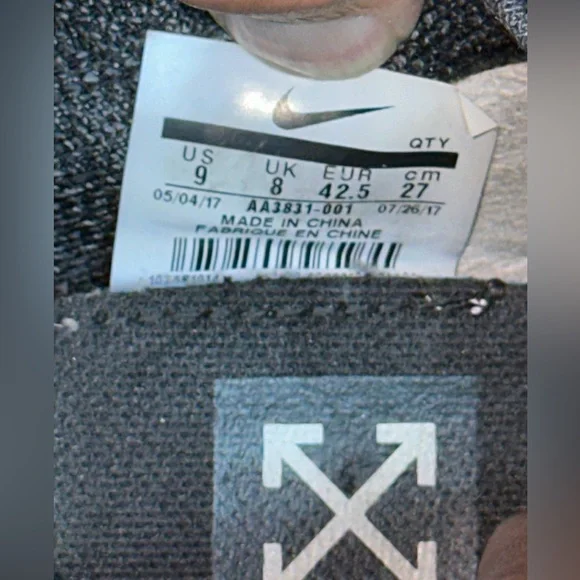 QTY
US UK EUR cm
9 8 42.5 27
05/04/17 AA3831-001 07/26/17
MADE IN CHINA
FABRIQUE EN CHINE